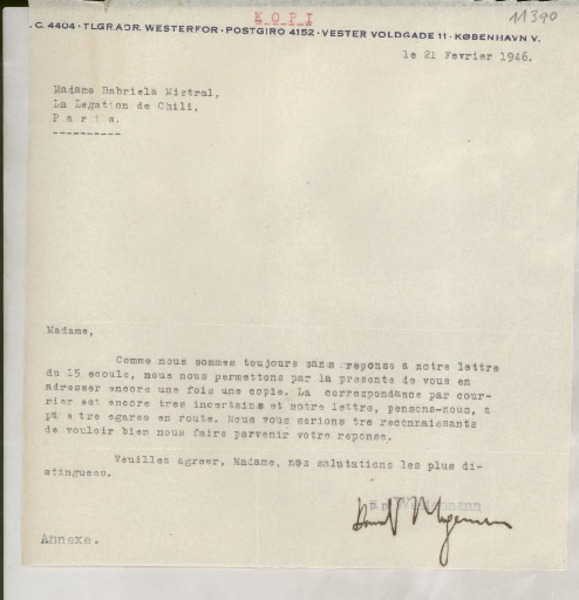 K O P I
11390
. C. 4404 · TLGR.ADR. WESTERFOR · POSTGIRO 4152 · VESTER VOLDGADE 11 · KØBENHAVN V.
le 21 Fevrier 1946.
Madame Rabriela Mistral,
La Legation de Chili,
P a r i s.
----------
Madame,
Comme nous sommes toujours sans reponse a notre lettre
du 15 ecoule, nous nous permettons par la presente de vous en
adresser encore une fois une copie. La correspondance par cour-
rier est encore tres incertaine et notre lettre, pensons-nous, a
pu e tre egaree en route. Nous vous serions tre reconnaissants
de vouloir bien nous faire parvenir votre reponse.
Veuillez agreer, Madame, nos salutations les plus di-
stinguees.
Annexe.